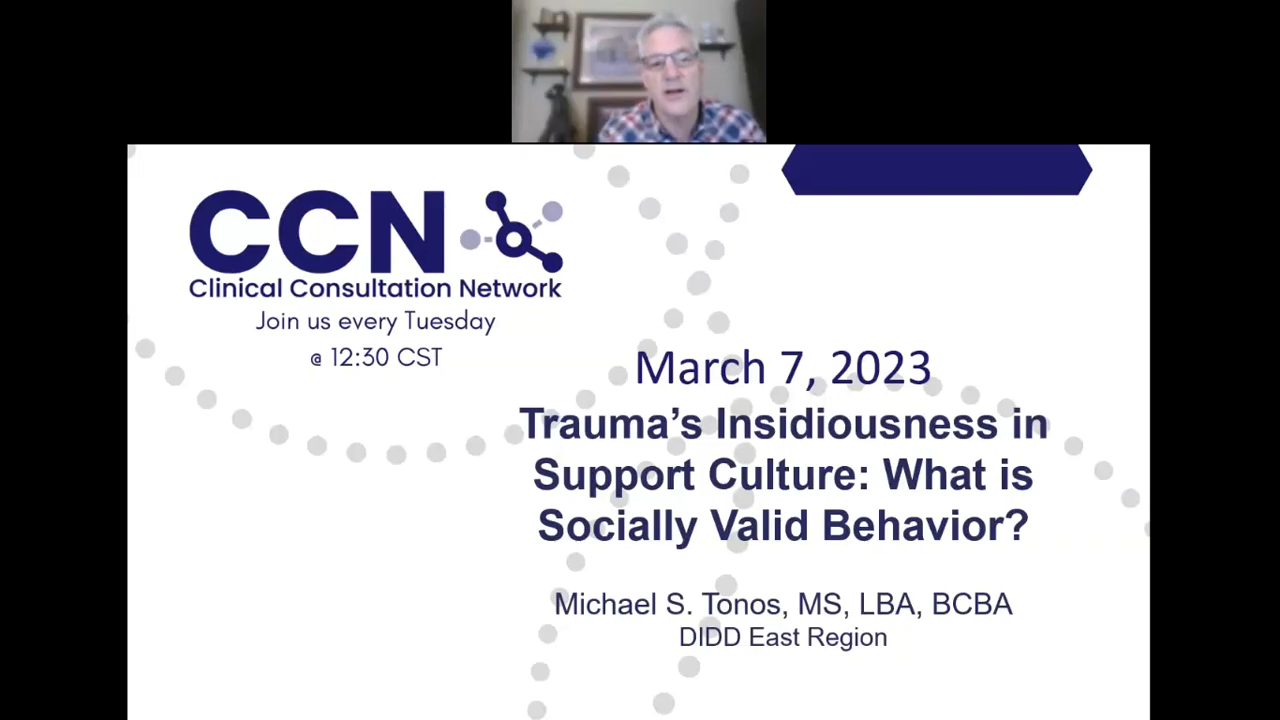 CCN
Clinical Consultation Network
Join us every Tuesday
@ 12:30 CST
March 7, 2023
Trauma's Insidiousness in
Support Culture: What is
Socially Valid Behavior?
Michael S. Tonos, MS, LBA, BCBA
DIDD East Region